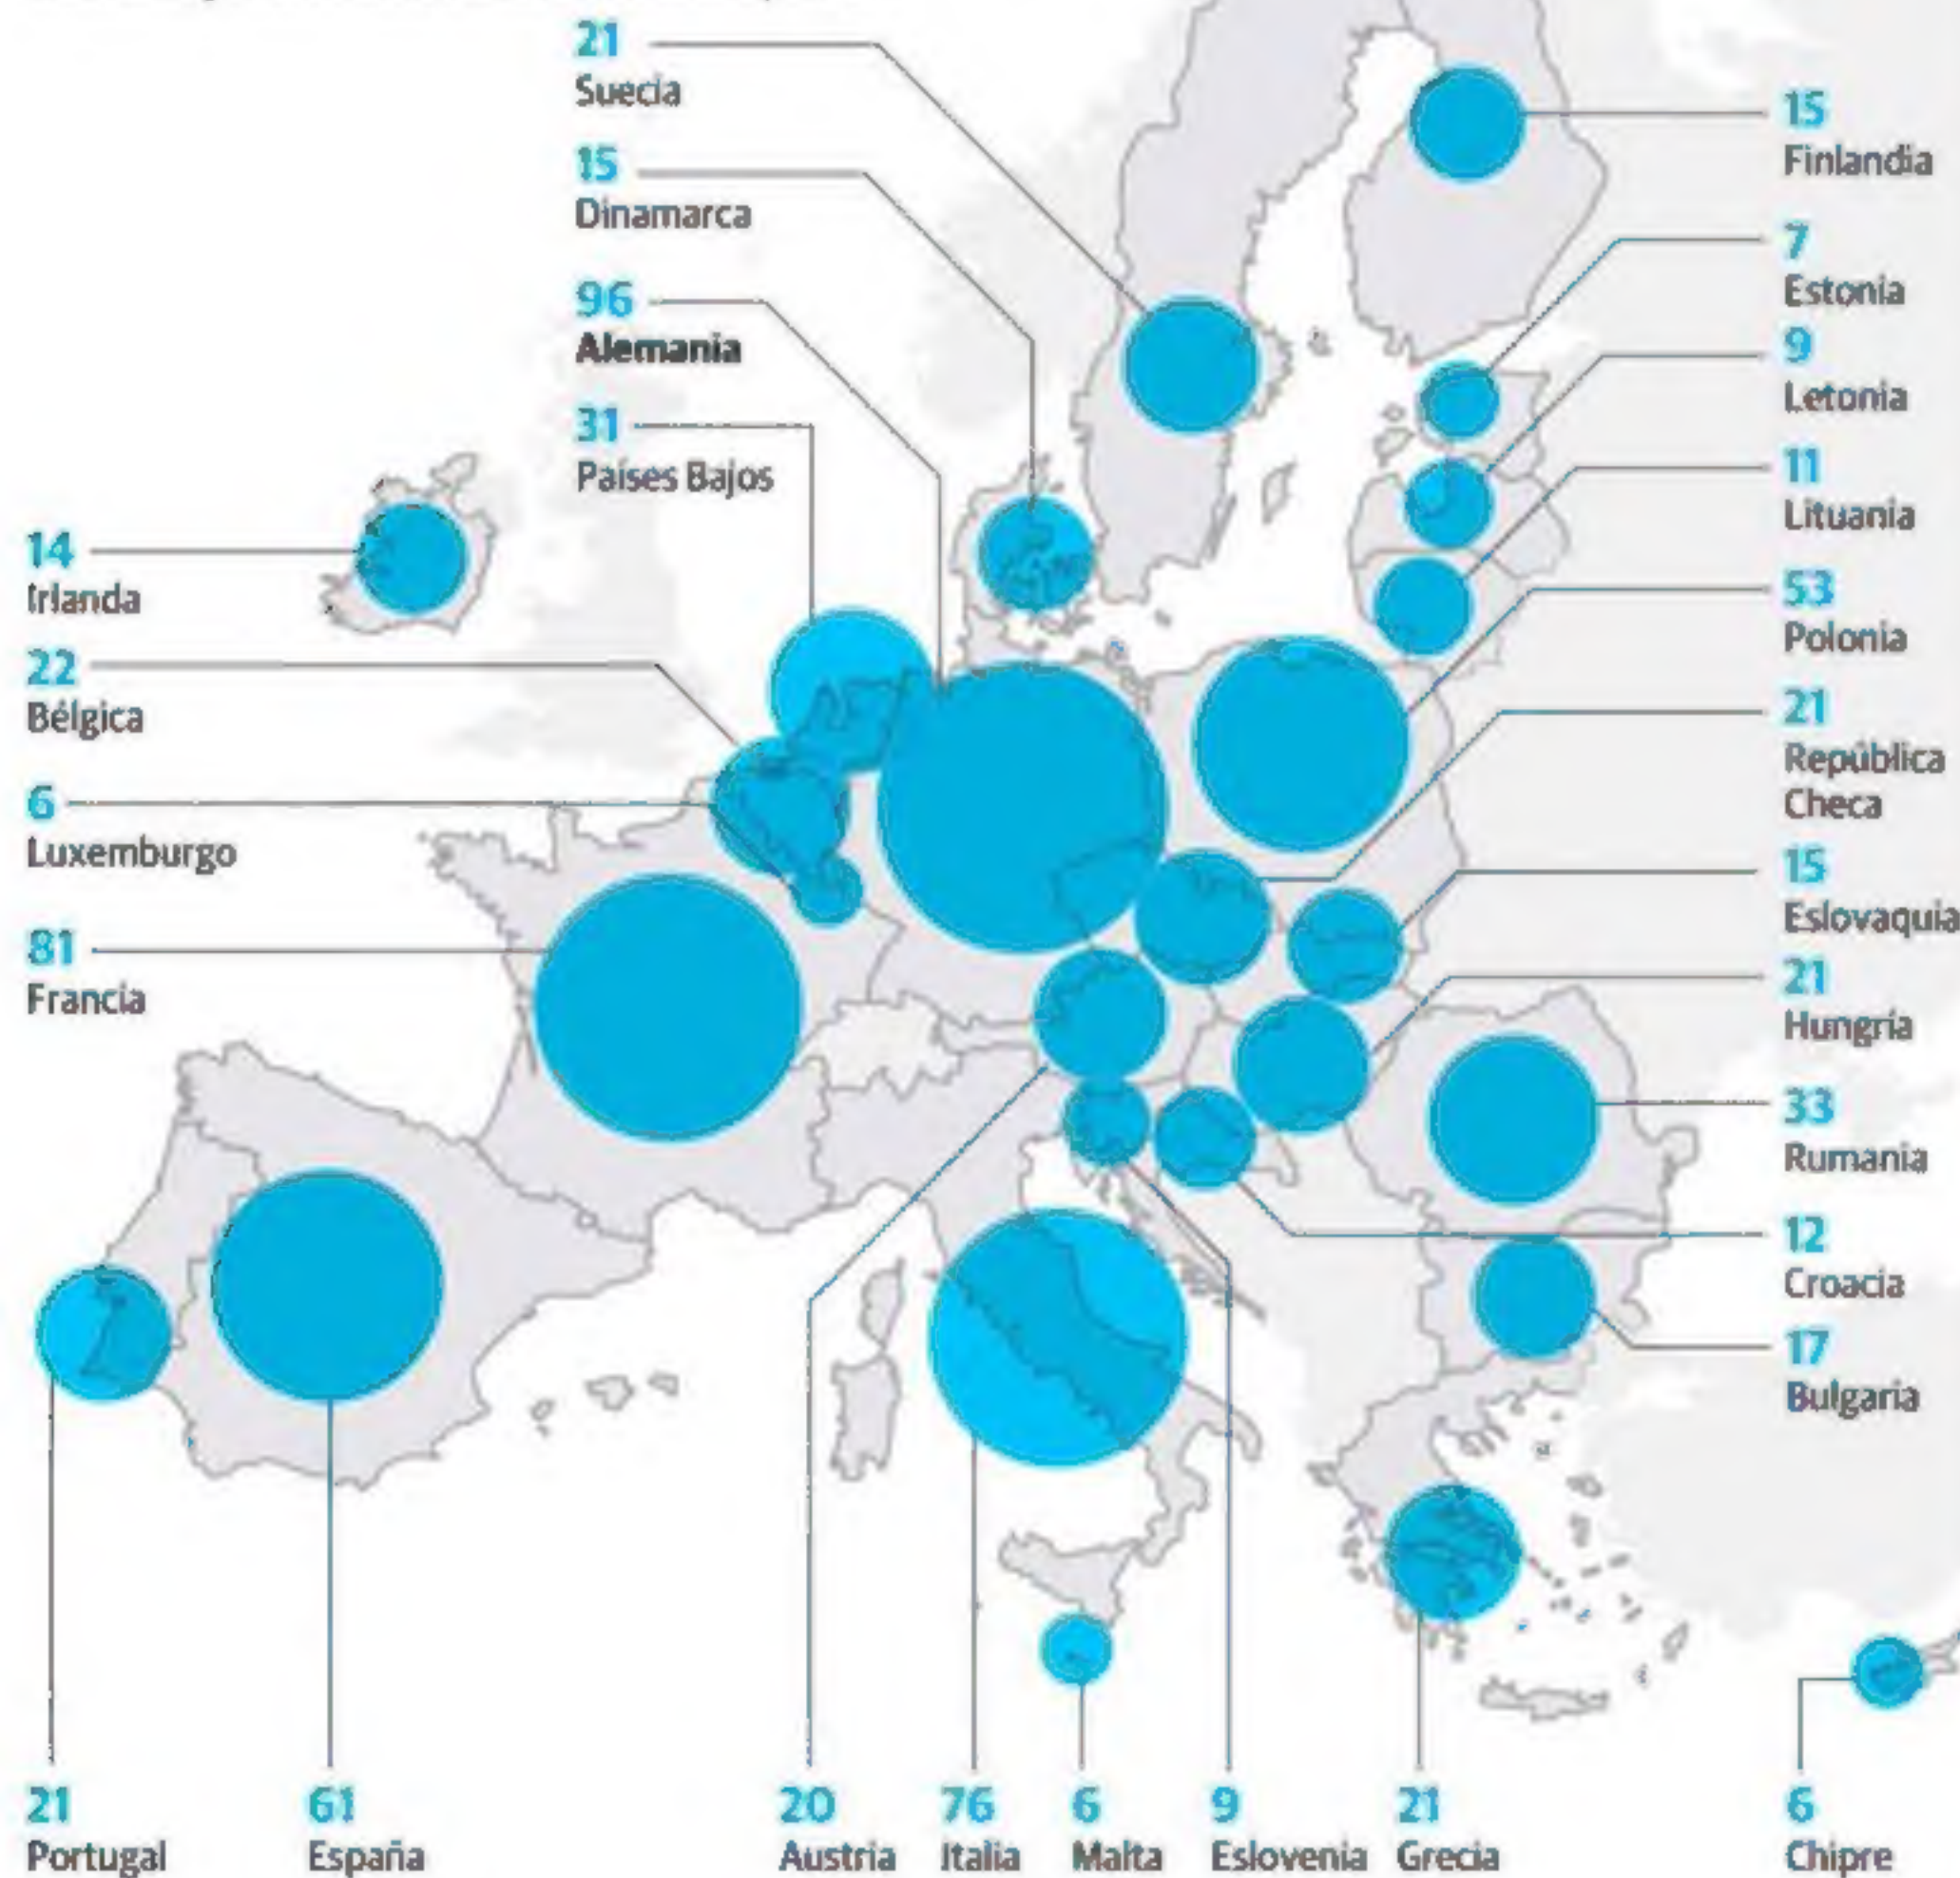 21
Suecia
15
Dinamarca
96
Alemania
31
Países Bajos
14
Irlanda
22
Bélgica
6
Luxemburgo
81
Francia
15
Finlandia
7
Estonia
9
Letonia
11
Lituania
53
Polonia
21
República
Checa
15
Eslovaquia
21
Hungría
33
Rumania
12
Croacia
17
Bulgaria
21
Portugal
61
España
20
Austria
76
Italia
6
Malta
9
Eslovenia
21
Grecia
6
Chipre